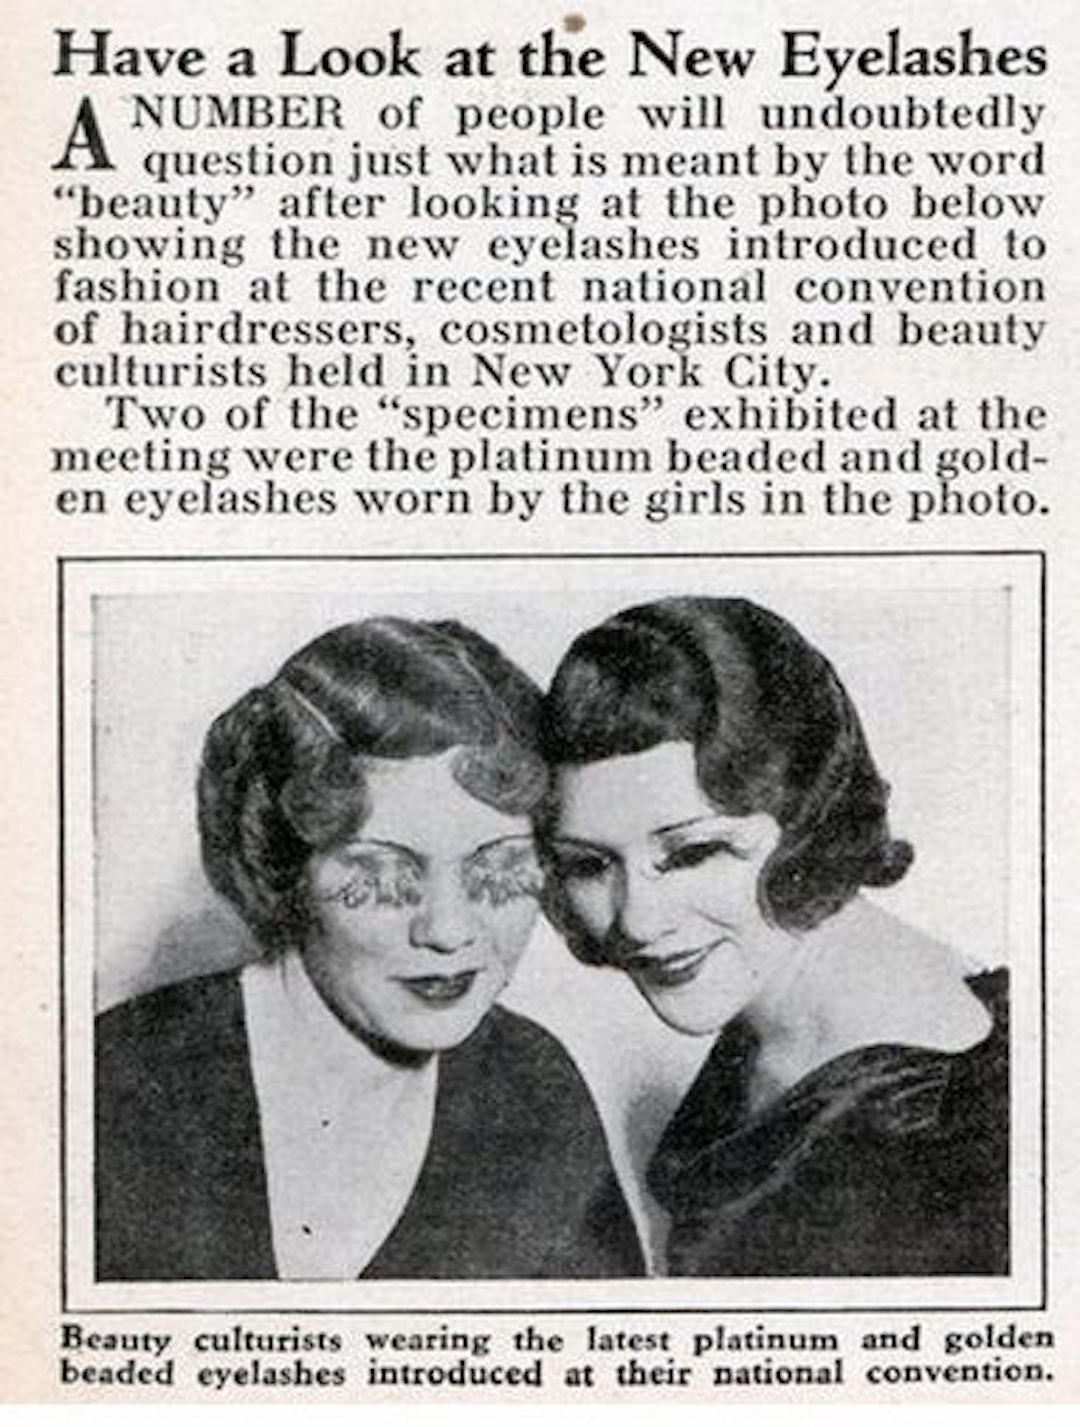 Have a Look at the New Eyelashes
A NUMBER of people will undoubtedly
question just what is meant by the word
“beauty” after looking at the photo below
showing the new eyelashes introduced to
fashion at the recent national convention
of hairdressers, cosmetologists and beauty
culturists held in New York City.
Two of the “specimens” exhibited at the
meeting were the platinum beaded and gold-
en eyelashes worn by the girls in the photo.
Beauty culturists wearing the latest platinum and golden
beaded eyelashes introduced at their national convention.